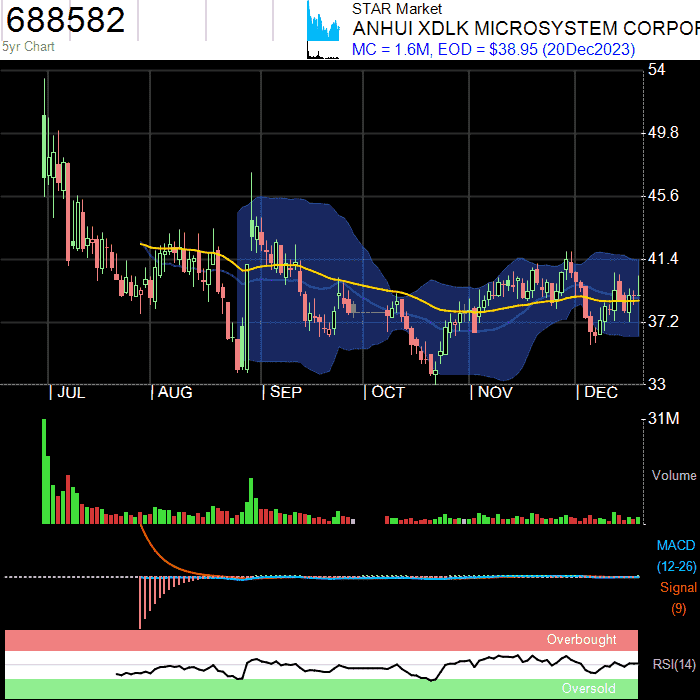 688582
5yr Chart
STAR Market
ANHUI XDLK MICROSYSTEM CORPOR
MC = 1.6M, EOD = $38.95 (20Dec2023)
54
49.8
45.6
41.4
37.2
33
JUL
AUG
SEP
OCT
NOV
DEC
31M
Volume
MACD
(12-26)
Signal
(9)
Overbought
RSI(14)
Oversold